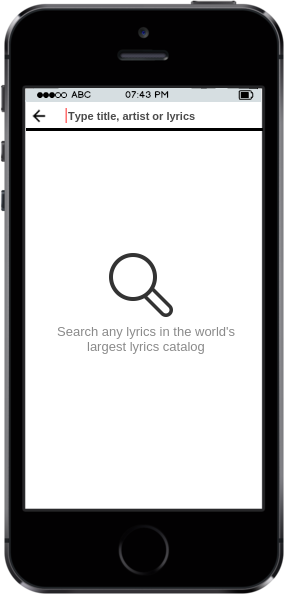 ABC 07:43 PM
Type title, artist or lyrics
Search any lyrics in the world's
largest lyrics catalog